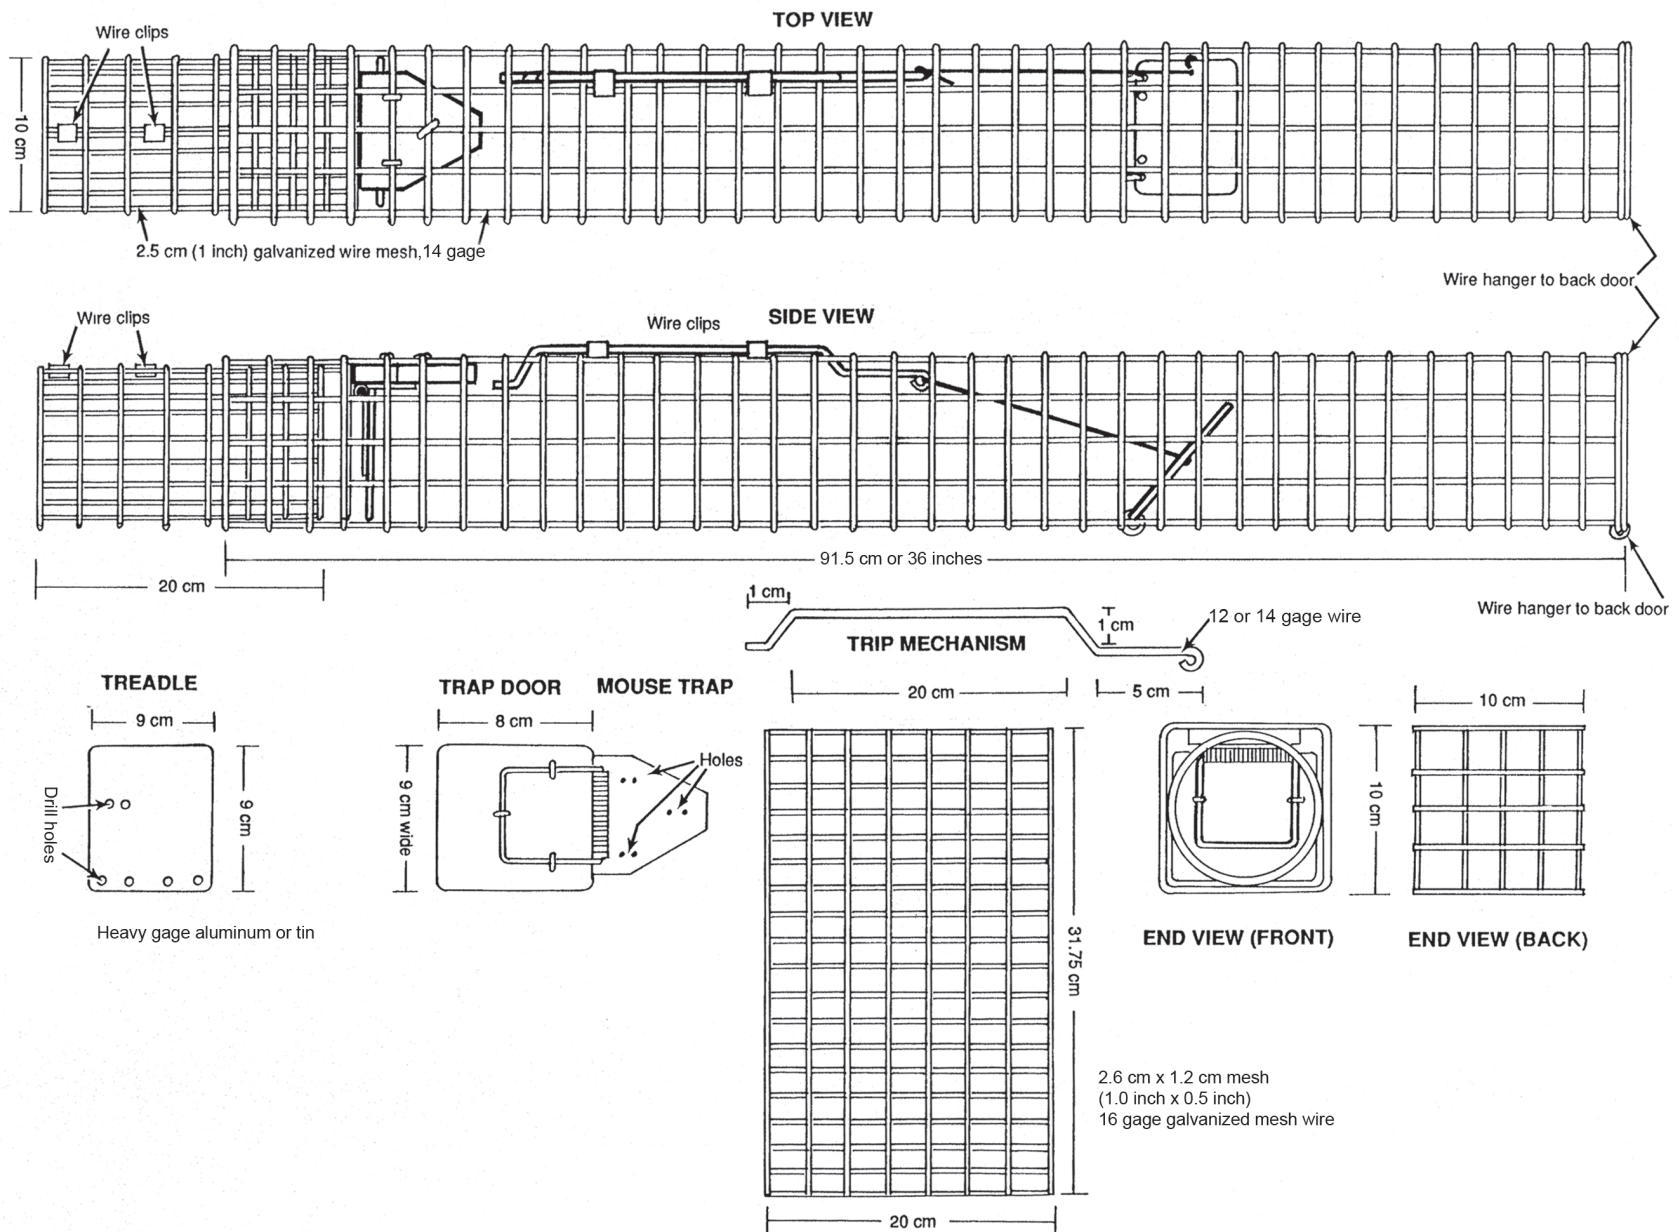 TOP VIEW
Wire clips
10 cm
2.5 cm (1 inch) galvanized wire mesh, 14 gage
Wire hanger to back door
Wire clips
Wire clips
SIDE VIEW
91.5 cm or 36 inches
20 cm
Wire hanger to back door
1 cm
1 cm
12 or 14 gage wire
TRIP MECHANISM
20 cm
5 cm
TREADLE
9 cm
Drill holes
9 cm
Heavy gage aluminum or tin
TRAP DOOR
MOUSE TRAP
8 cm
Holes
9 cm wide
31.75 cm
20 cm
2.6 cm x 1.2 cm mesh
(1.0 inch x 0.5 inch)
16 gage galvanized mesh wire
10 cm
END VIEW (FRONT)
10 cm
END VIEW (BACK)